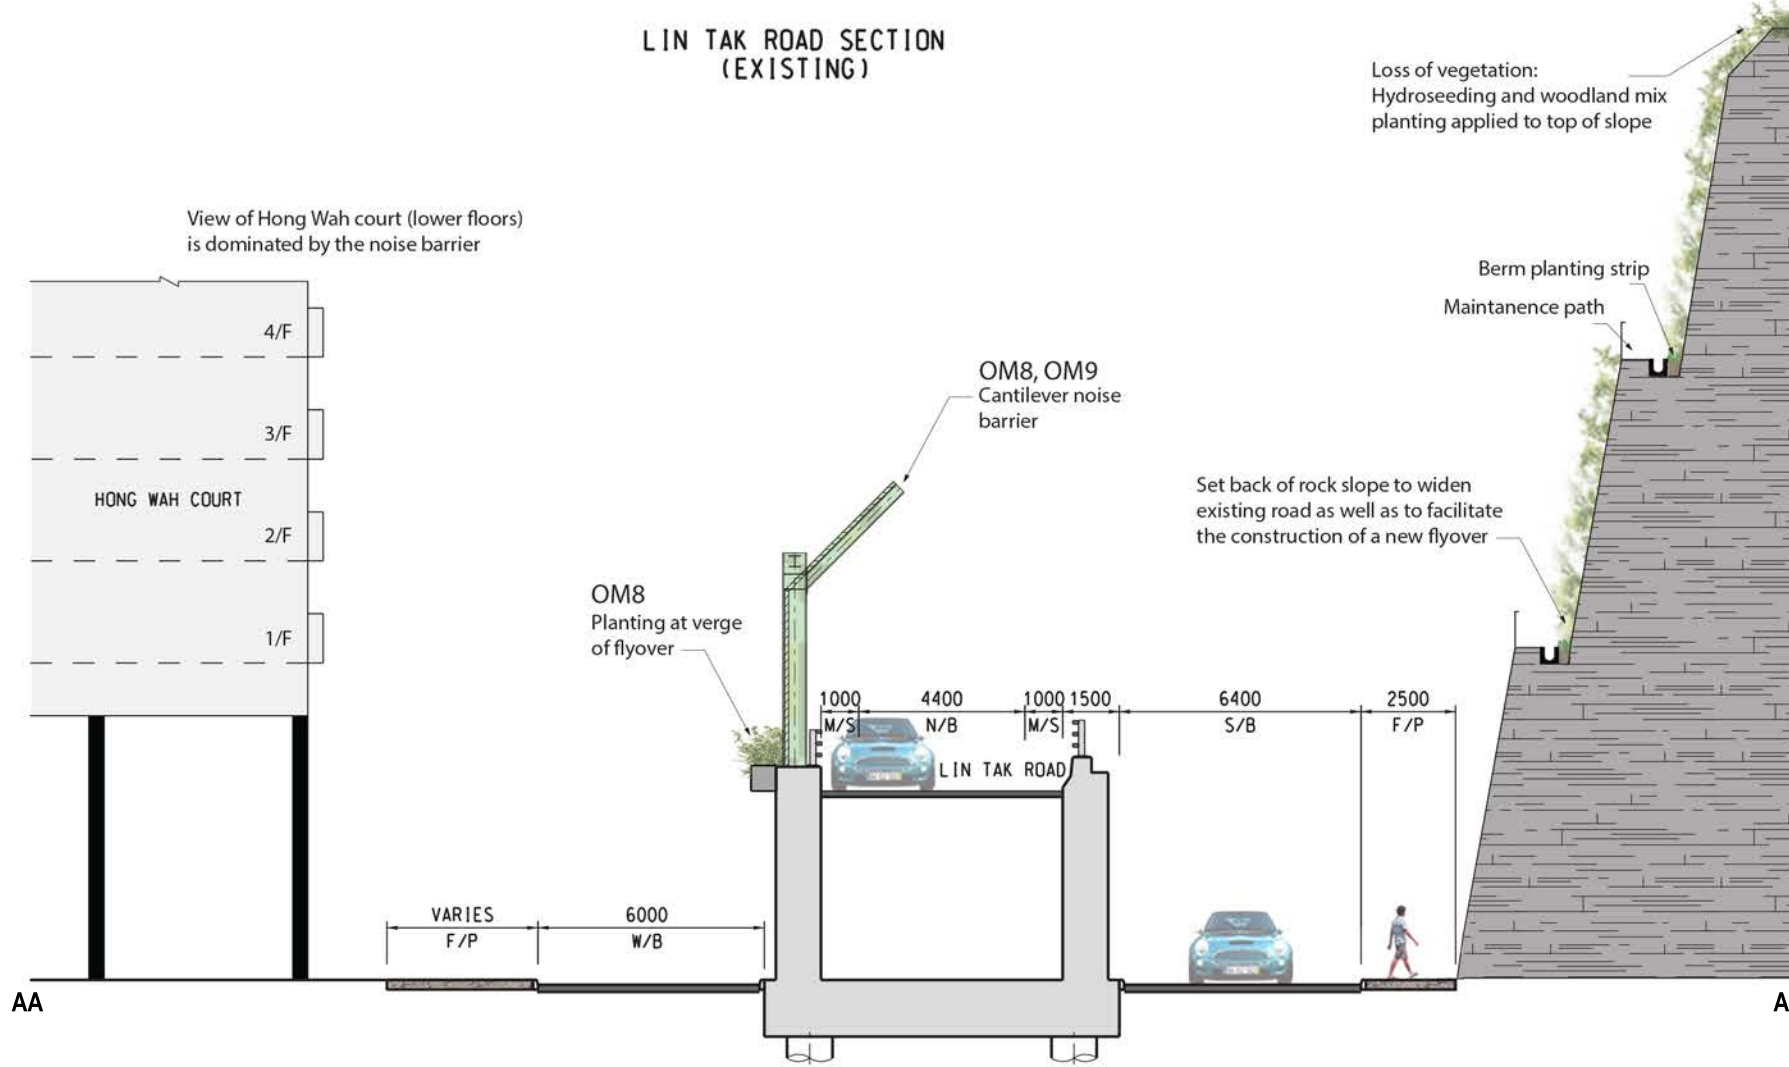 LIN TAK ROAD SECTION
(EXISTING)
Loss of vegetation:
Hydroseeding and woodland mix
planting applied to top of slope
View of Hong Wah court (lower floors)
is dominated by the noise barrier
Berm planting strip
Maintanence path
4/F
3/F
HONG WAH COURT
2/F
1/F
OM8, OM9
Cantilever noise
barrier
Set back of rock slope to widen
existing road as well as to facilitate
the construction of a new flyover
OM8
Planting at verge
of flyover
1000 4400 1000 1500 6400 2500
M/S N/B M/S S/B F/P
LIN TAK ROAD
VARIES 6000
F/P W/B
AA A